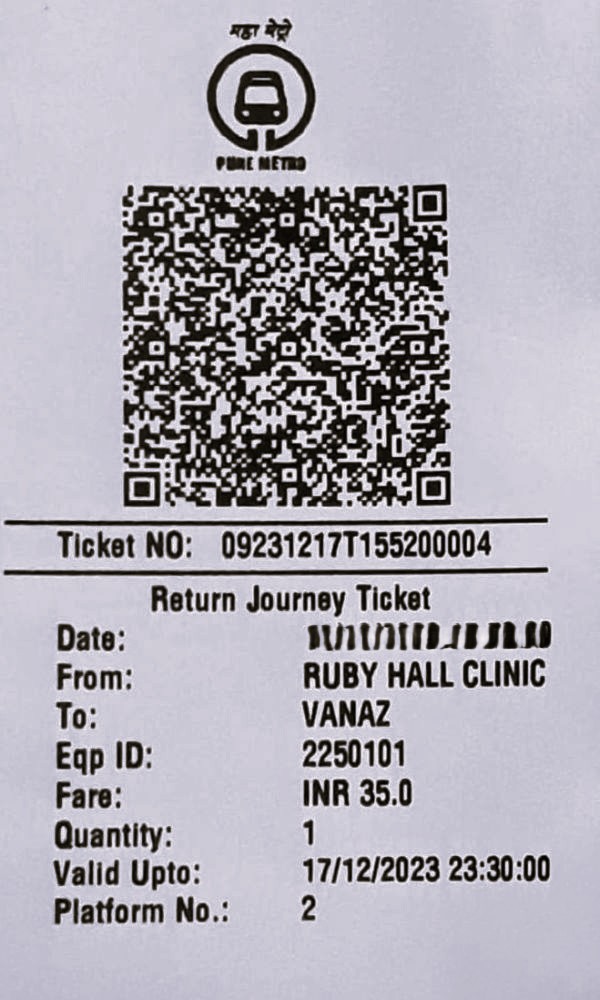 महा मेट्रो
PUNE METRO
Ticket NO: 09231217T155200004
Return Journey Ticket
Date:
From: RUBY HALL CLINIC
To: VANAZ
Eqp ID: 2250101
Fare: INR 35.0
Quantity: 1
Valid Upto: 17/12/2023 23:30:00
Platform No.: 2